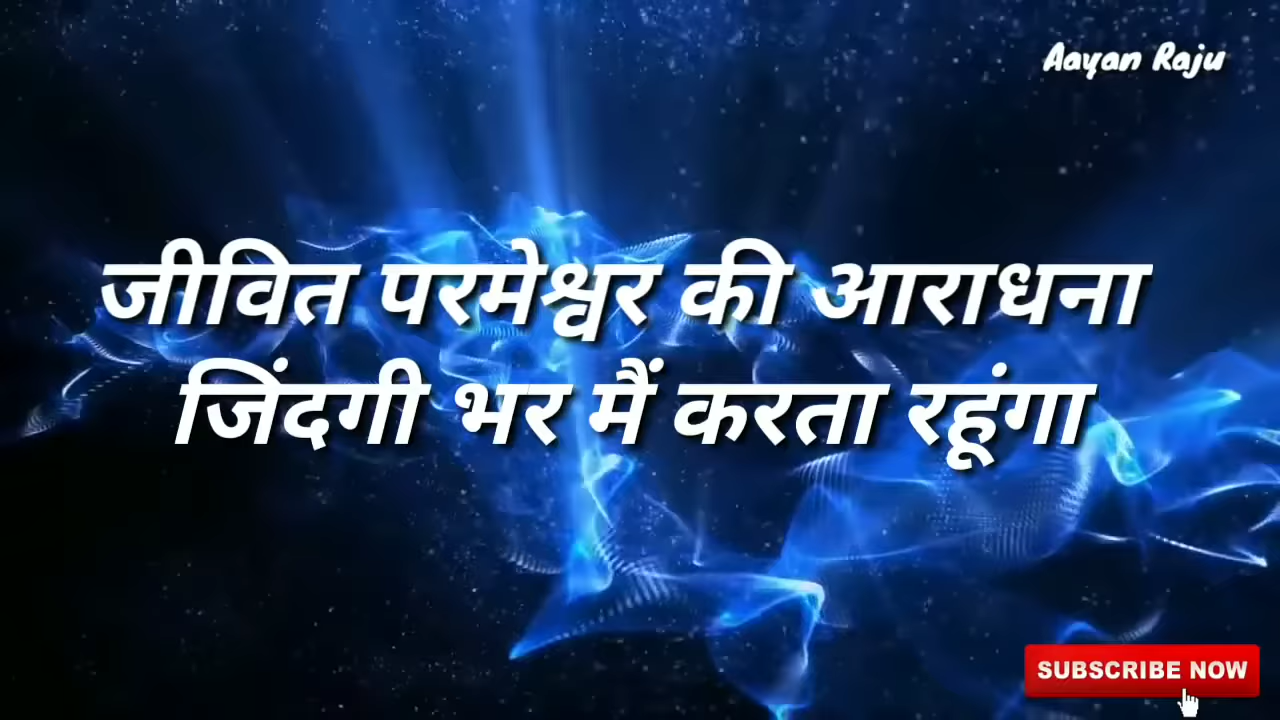 Aayan Raju
जीवित परमेश्वर की आराधना
जिंदगी भर मैं करता रहूंगा
SUBSCRIBE NOW